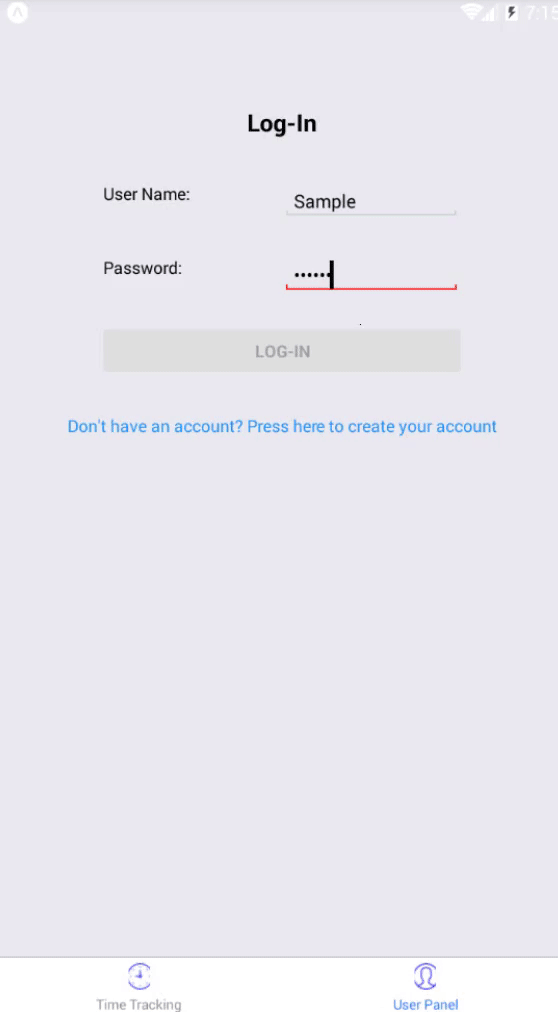 7:15
Log-In
User Name:
Sample
Password:
••••••
LOG-IN
Don't have an account? Press here to create your account
Time Tracking
User Panel